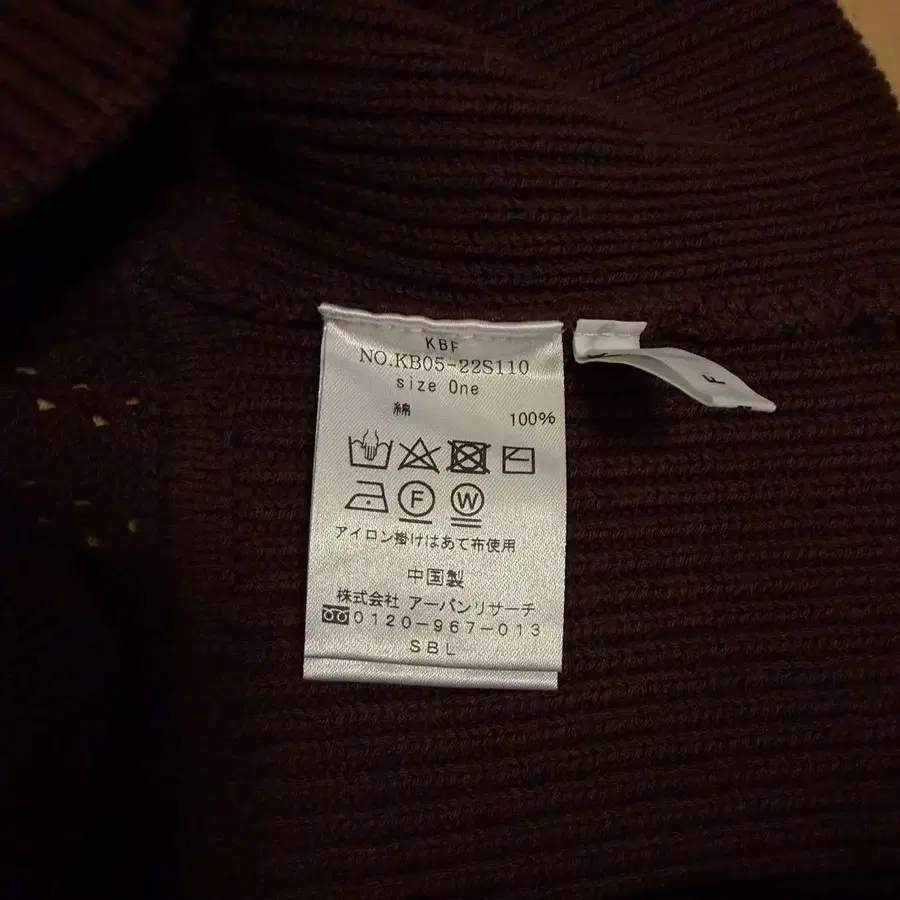 KBF
NO.KB05-22S110
size One
綿 100%
F W
アイロン掛けはあて布使用
中国製
株式会社 アーバンリサーチ
0120-967-013
SBL
F